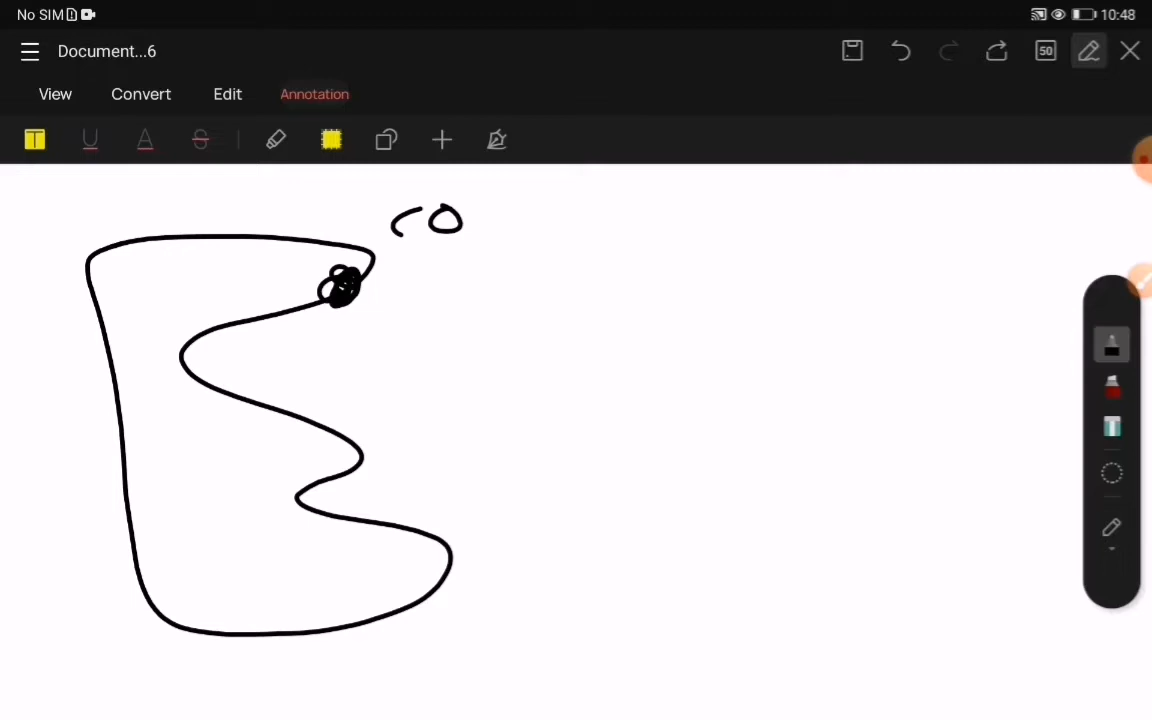 No SIM 10:48
Document...6 50
View Convert Edit Annotation
T U A S
co